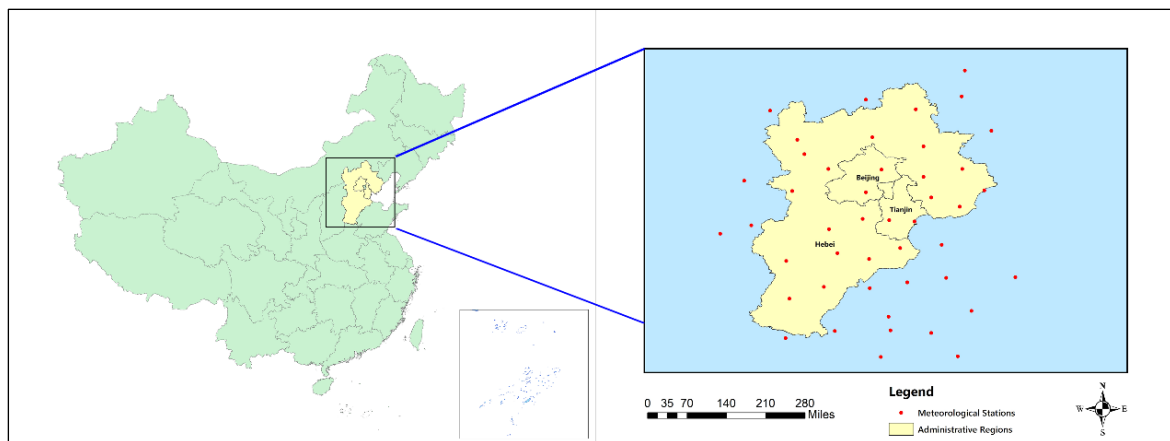 Beijing
Tianjin
Hebei
Legend
N
0 35 70 140 210 280
Miles
Meteorological Stations
W E
Administrative Regions
S